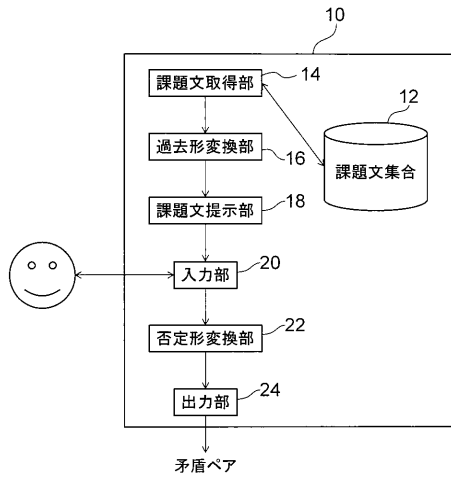 10
課題文取得部
14
12
過去形変換部
16
課題文集合
課題文提示部
18
入力部
20
否定形変換部
22
出力部
24
矛盾ペア